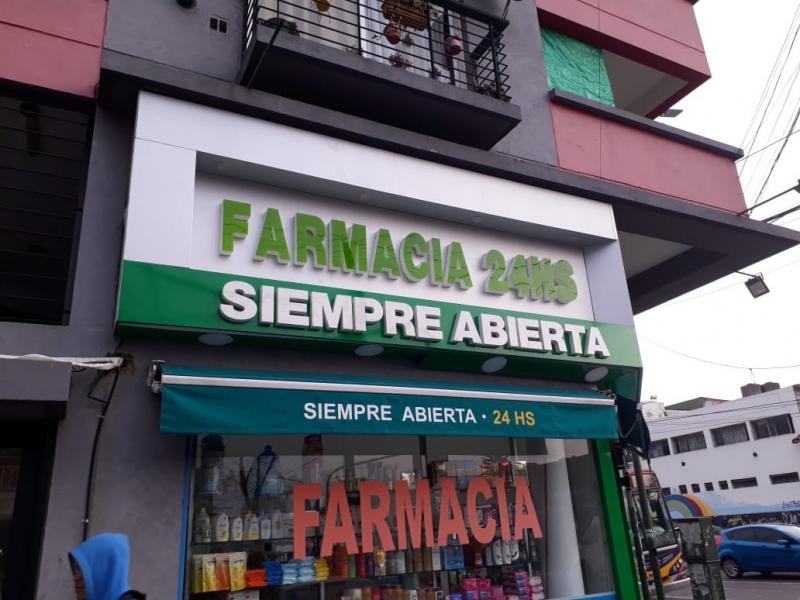 FARMACIA 24HS
SIEMPRE ABIERTA
SIEMPRE ABIERTA · 24 HS
FARMACIA